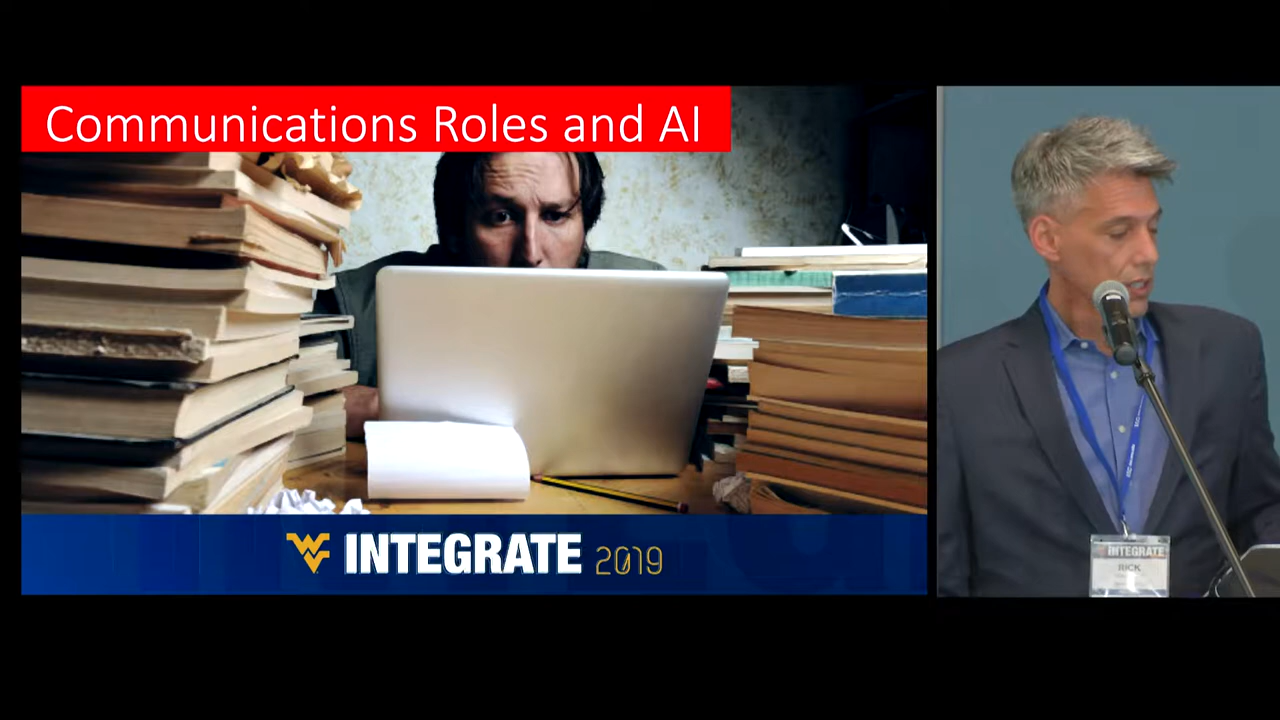 Communications Roles and AI
INTEGRATE 2019
INTEGRATE
RICK